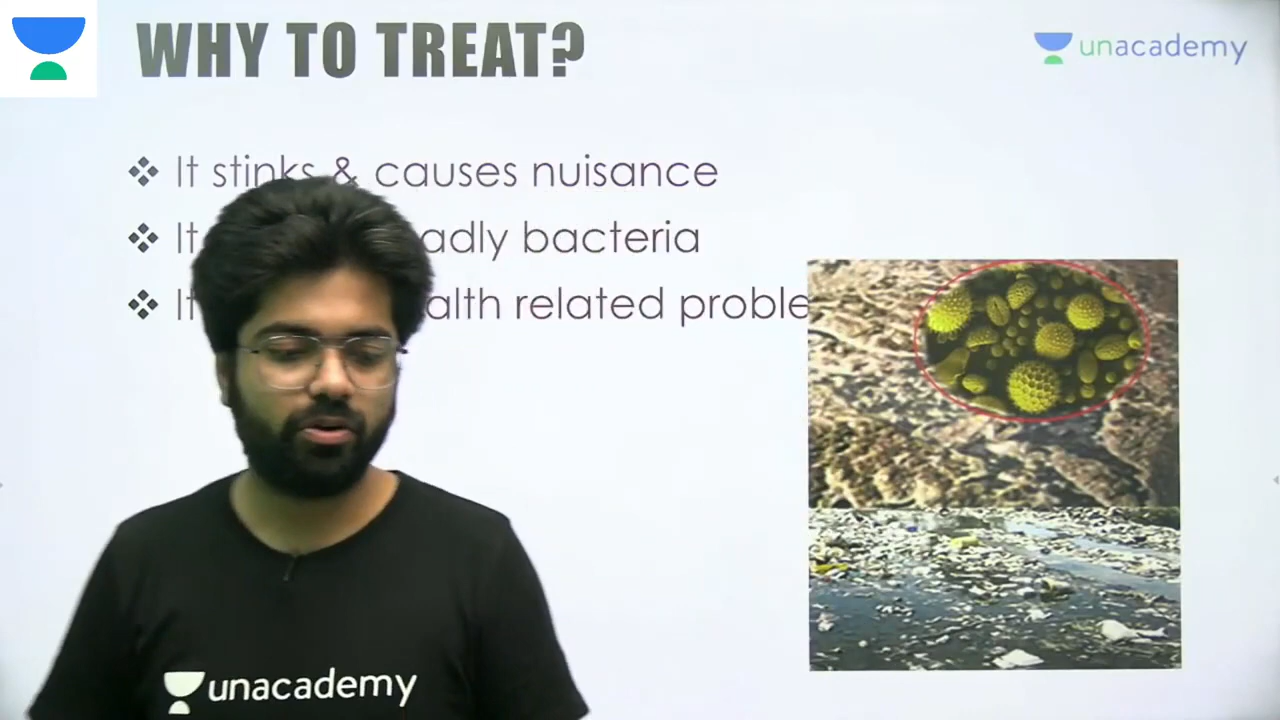 WHY TO TREAT?
unacademy
❖ It stinks & causes nuisance
❖ It adly bacteria
❖ It alth related proble
unacademy